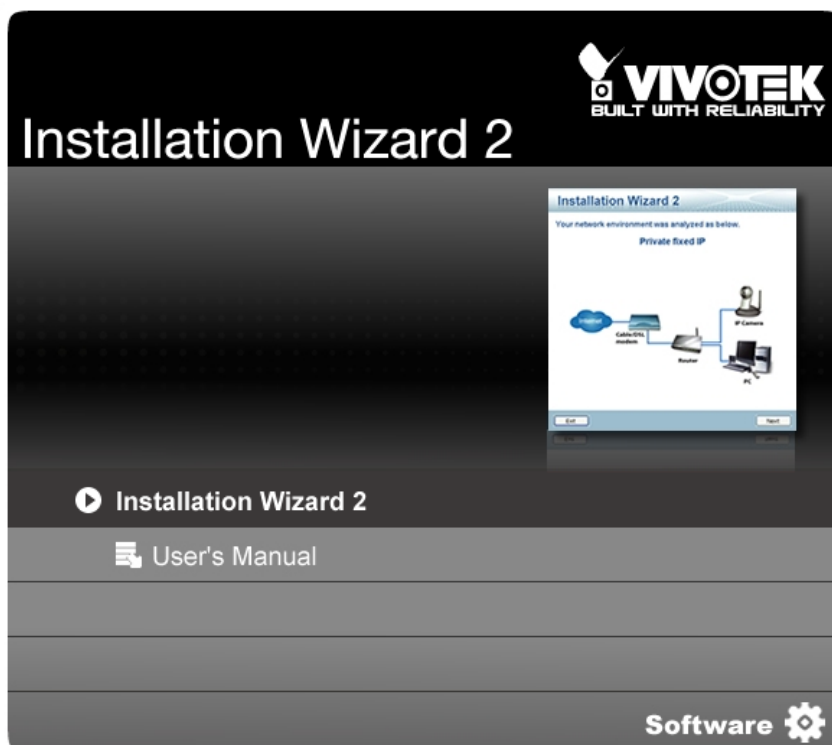 VIVOTEK
BUILT WITH RELIABILITY
Installation Wizard 2
Installation Wizard 2
Your network environment was analyzed as below.
Private fixed IP
Internet
Cable/DSL
modem
IP Camera
Router
PC
Exit
Next
Installation Wizard 2
User's Manual
Software